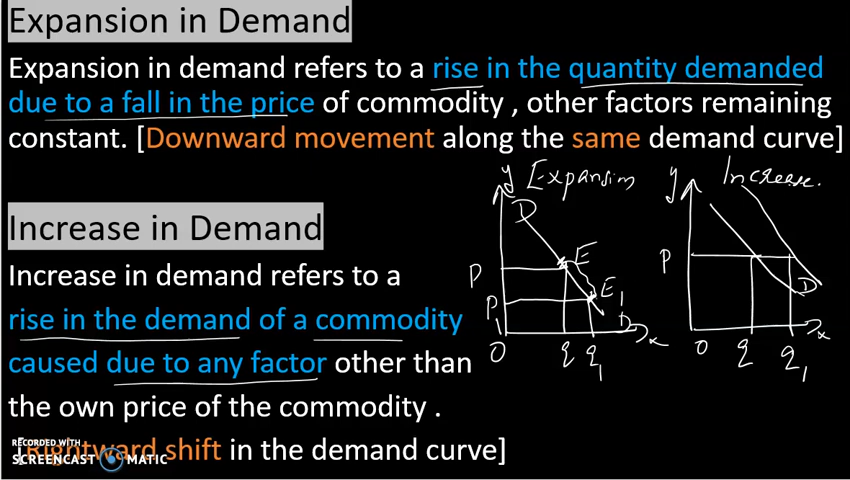 Expansion in Demand
Expansion in demand refers to a rise in the quantity demanded
due to a fall in the price of commodity , other factors remaining
constant. [Downward movement along the same demand curve]
y Expansion
D
E
P
E1
P1
D
O q q1 Dx
y Increase.
P
D
O q q1 Dx
Increase in Demand
Increase in demand refers to a
rise in the demand of a commodity
caused due to any factor other than
the own price of the commodity .
[Rightward shift in the demand curve]
RECORDED WITH
SCREENCAST MATIC